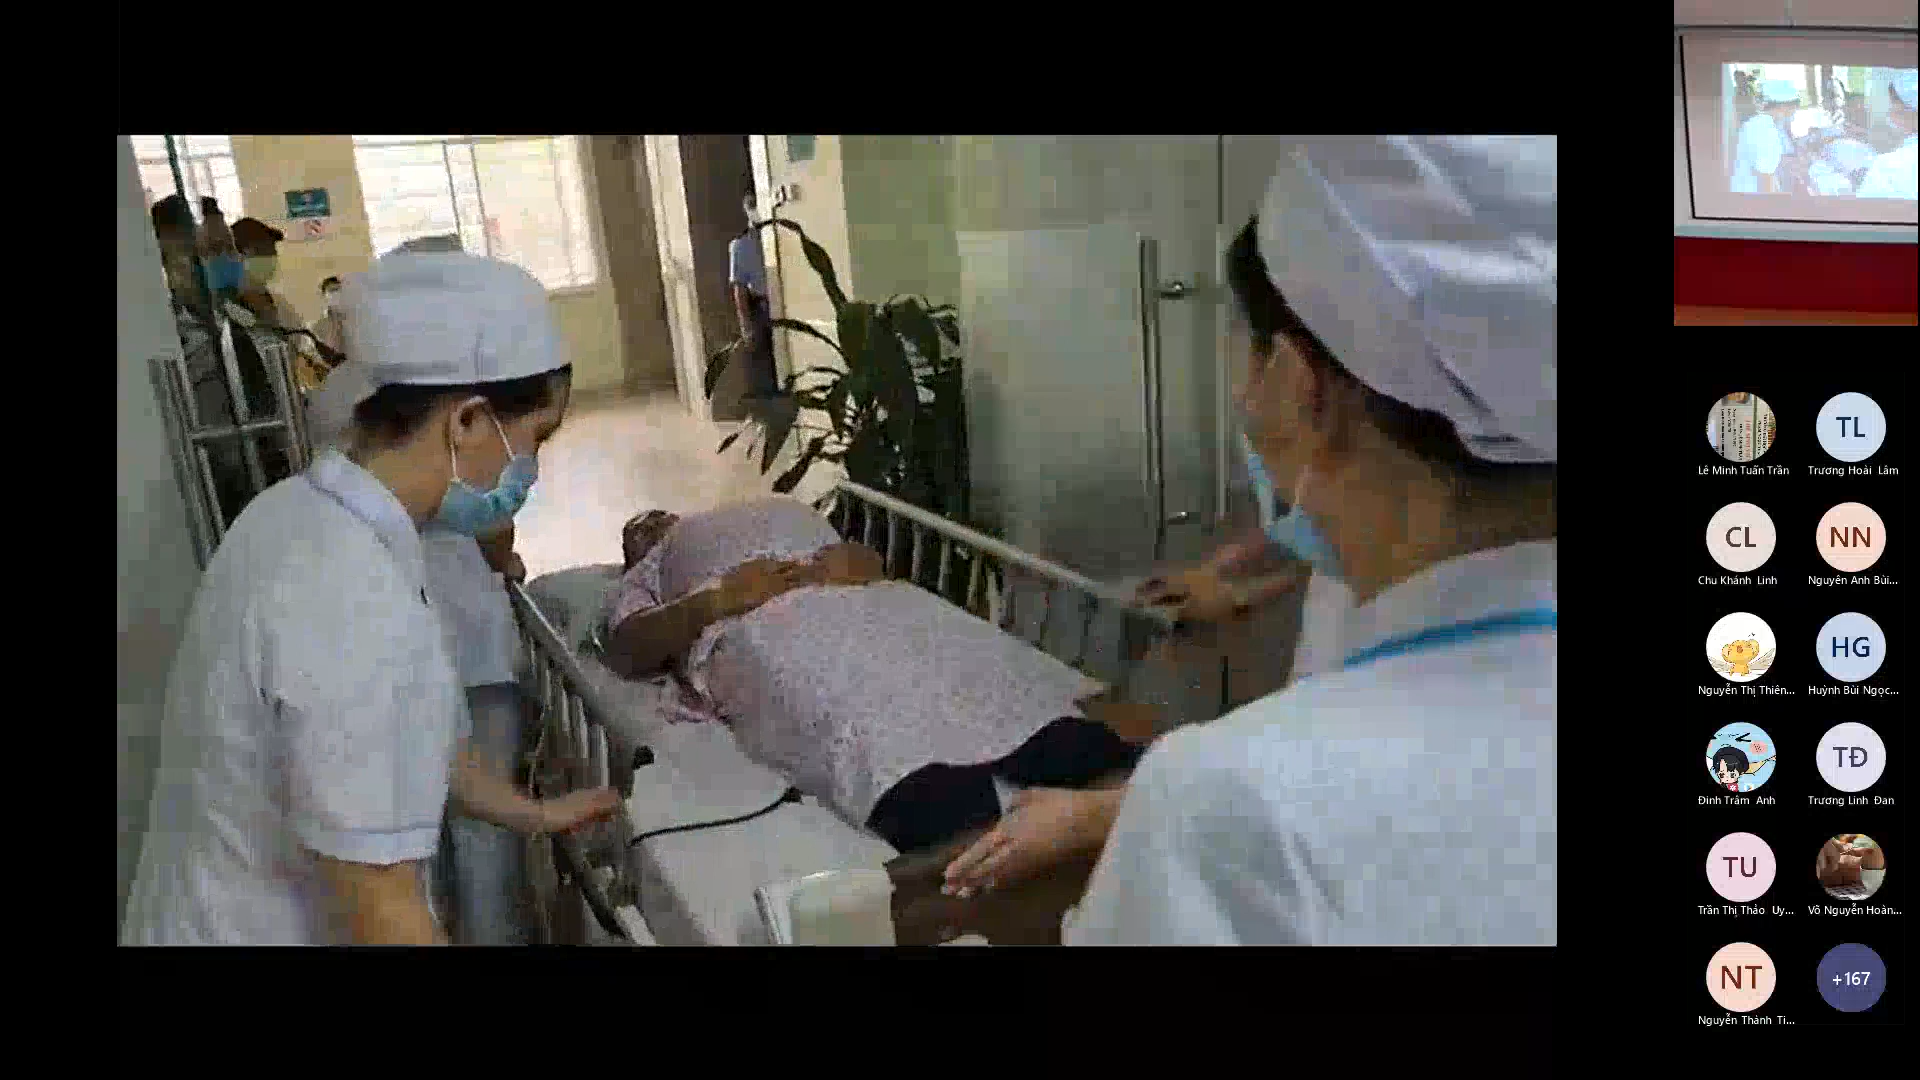 Lê Minh Tuấn Trần
TL
Trương Hoài Lâm
CL
Chu Khánh Linh
NN
Nguyễn Anh Bùi...
Nguyễn Thị Thiên...
HG
Huỳnh Bùi Ngọc...
Đinh Trâm Anh
TĐ
Trương Linh Đan
TU
Trần Thị Thảo Uy...
Võ Nguyễn Hoàn...
NT
Nguyễn Thành Ti...
+167